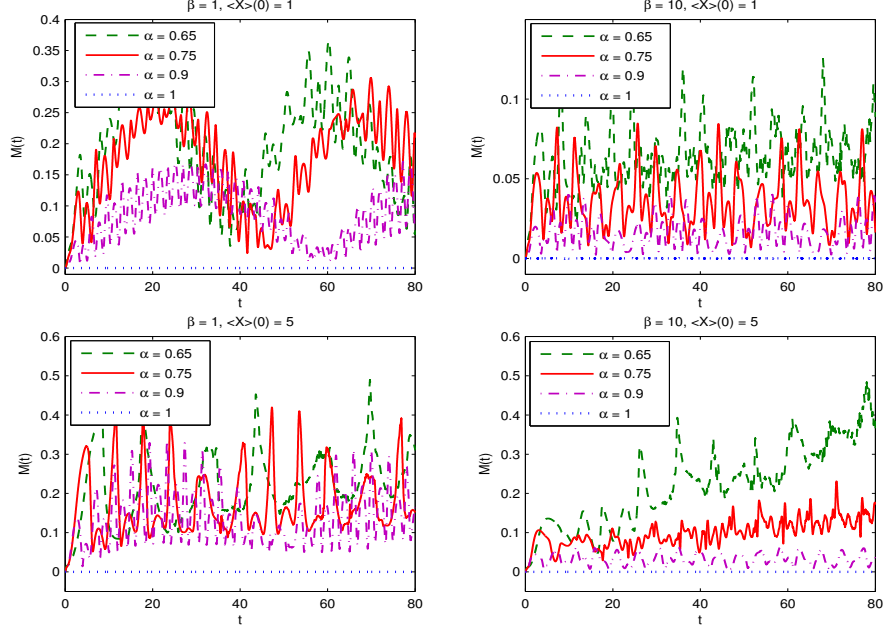 β = 1, <X>(0) = 1
0.4
0.35
0.3
0.25
0.2
0.15
0.1
0.05
0
M(t)
α = 0.65
α = 0.75
α = 0.9
α = 1
0 20 40 60 80
t
β = 10, <X>(0) = 1
0.1
0.05
0
M(t)
α = 0.65
α = 0.75
α = 0.9
α = 1
0 20 40 60 80
t
β = 1, <X>(0) = 5
0.6
0.5
0.4
0.3
0.2
0.1
0
M(t)
α = 0.65
α = 0.75
α = 0.9
α = 1
0 20 40 60 80
t
β = 10, <X>(0) = 5
0.6
0.5
0.4
0.3
0.2
0.1
0
M(t)
α = 0.65
α = 0.75
α = 0.9
α = 1
0 20 40 60 80
t